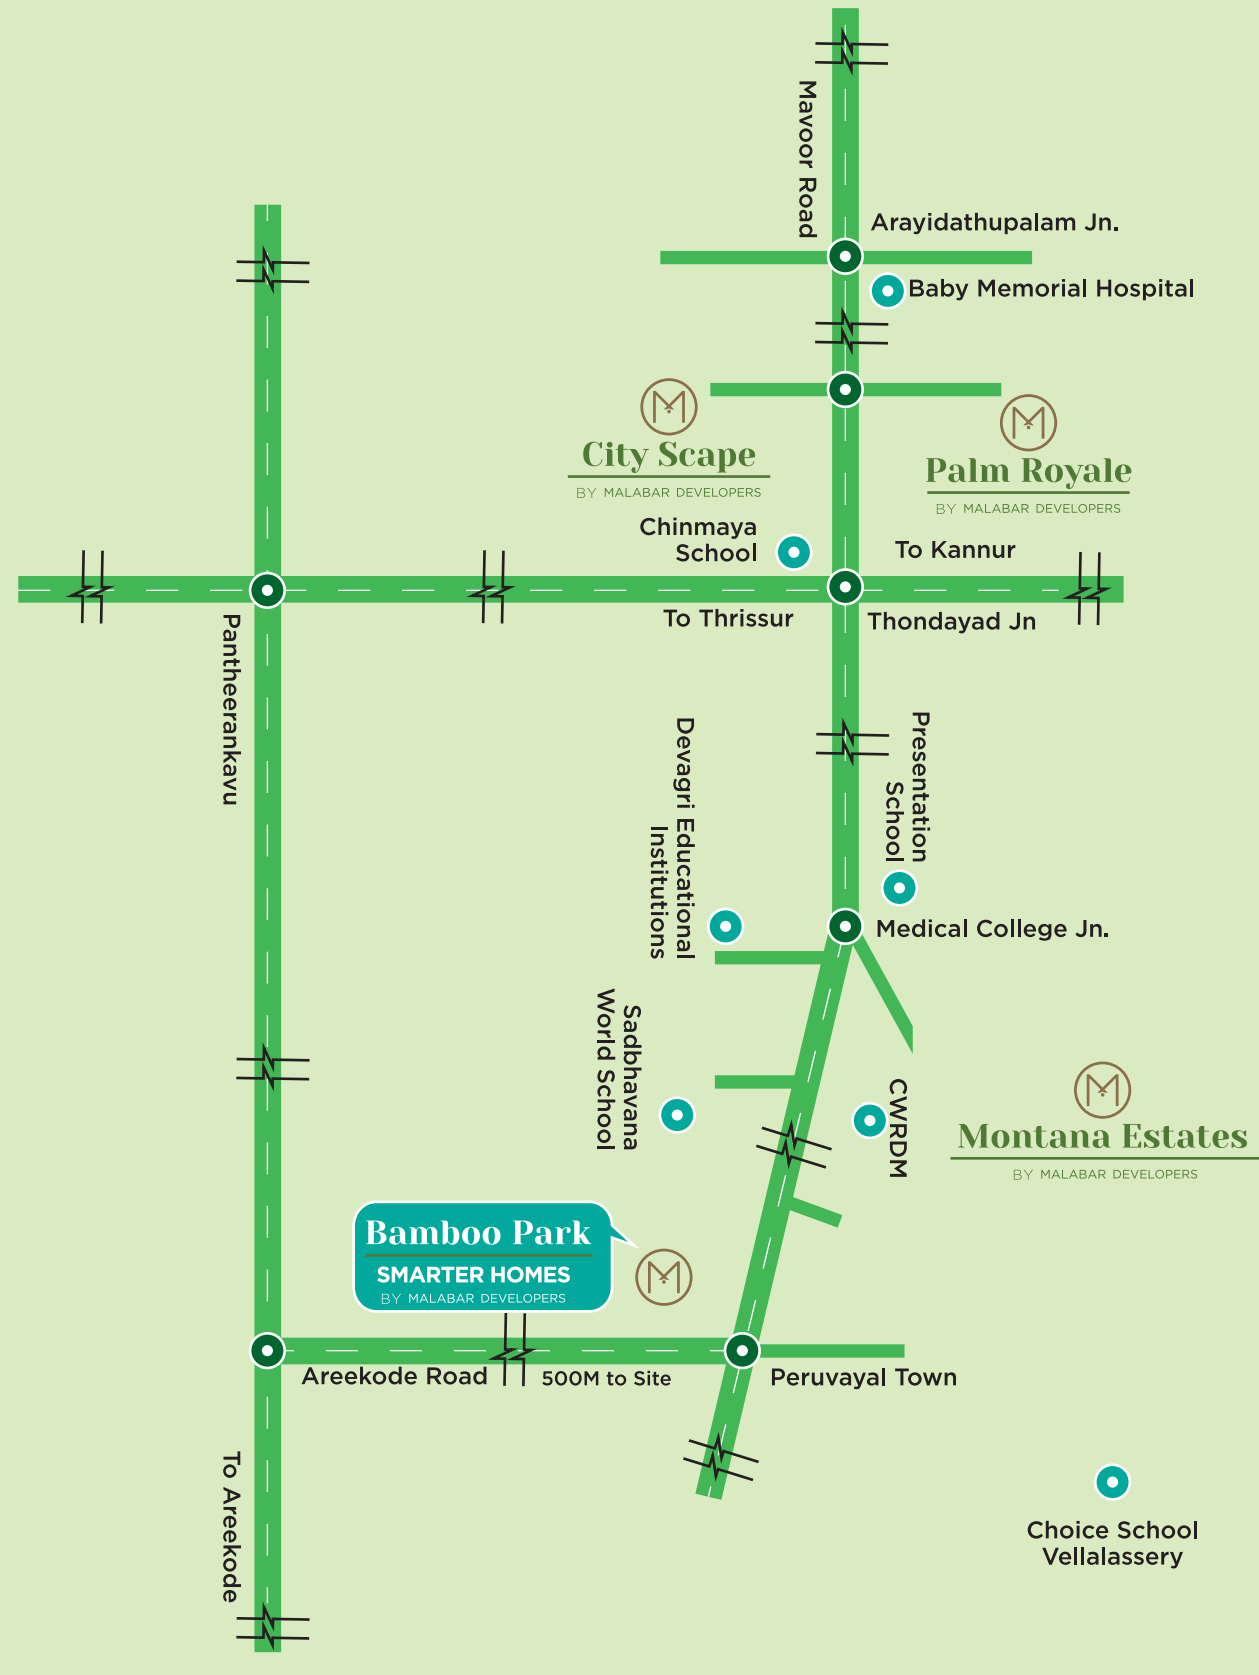 Mavoor Road
Arayidathupalam Jn.
Baby Memorial Hospital
City Scape
BY MALABAR DEVELOPERS
Palm Royale
BY MALABAR DEVELOPERS
Chinmaya
School
To Kannur
To Thrissur
Thondayad Jn
Pantheerankavu
Devagri Educational
Institutions
Presentation
School
Medical College Jn.
Sadbhavana
World School
CWRDM
Montana Estates
BY MALABAR DEVELOPERS
Bamboo Park
SMARTER HOMES
BY MALABAR DEVELOPERS
Areekode Road
500M to Site
Peruvayal Town
To Areekode
Choice School
Vellalassery